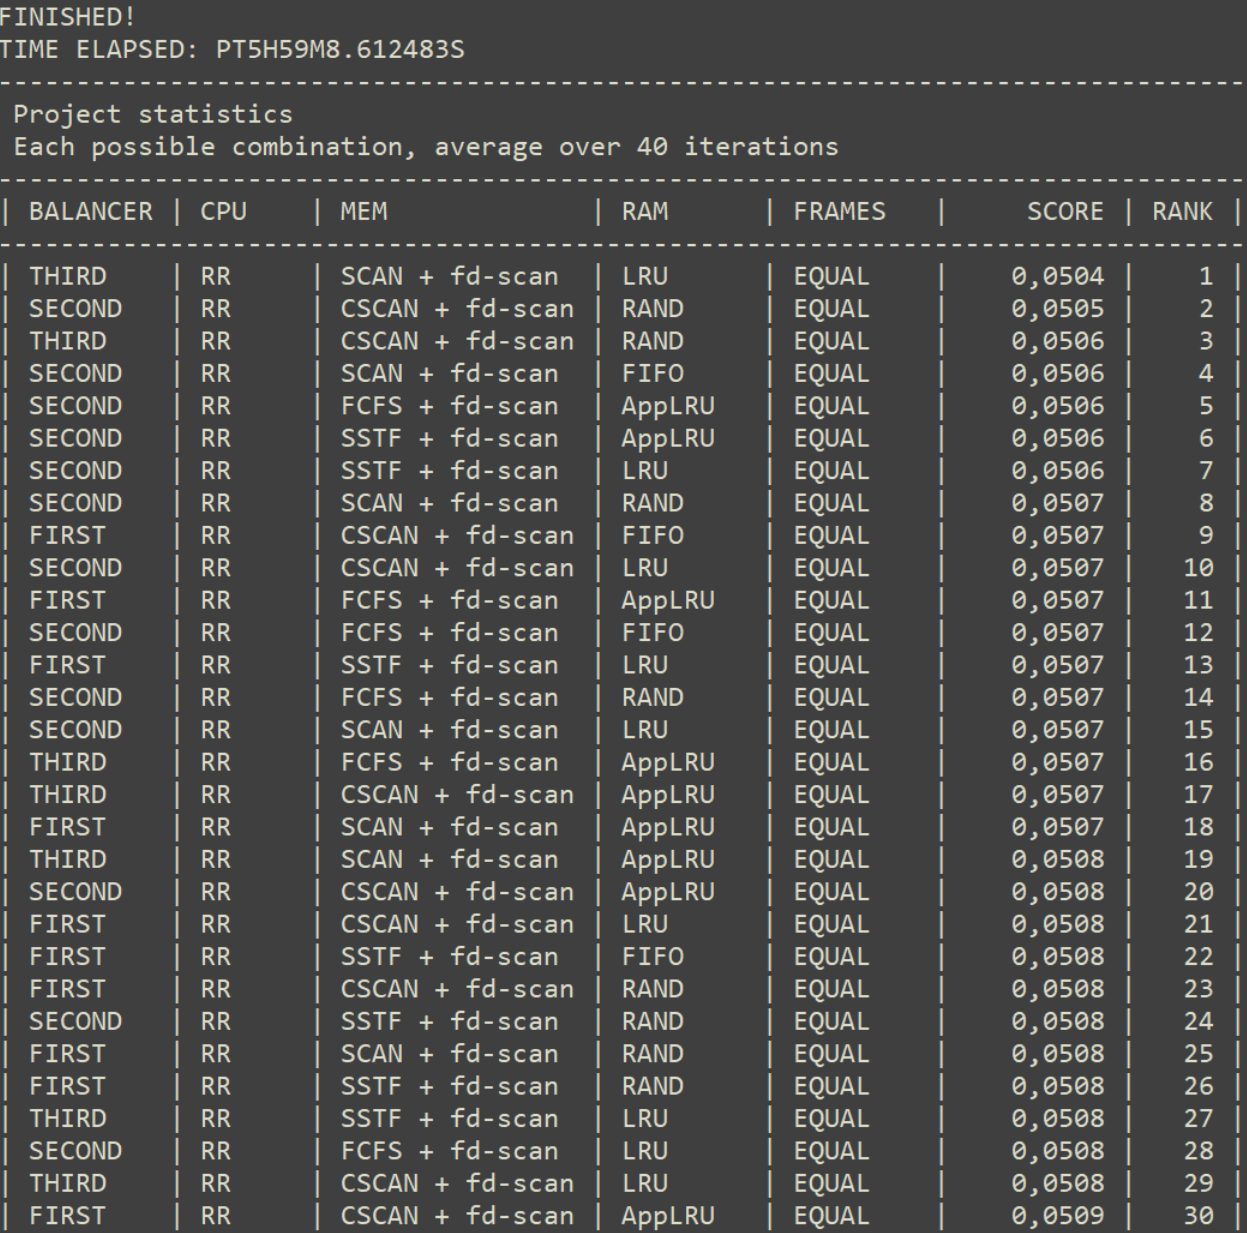 FINISHED!
TIME ELAPSED: PT5H59M8.612483S
--------------------------------------------------------------------------------
Project statistics
Each possible combination, average over 40 iterations
--------------------------------------------------------------------------------
| BALANCER | CPU | MEM | RAM | FRAMES | SCORE | RANK |
--------------------------------------------------------------------------------
| THIRD | RR | SCAN + fd-scan | LRU | EQUAL | 0,0504 | 1 |
| SECOND | RR | CSCAN + fd-scan | RAND | EQUAL | 0,0505 | 2 |
| THIRD | RR | CSCAN + fd-scan | RAND | EQUAL | 0,0506 | 3 |
| SECOND | RR | SCAN + fd-scan | FIFO | EQUAL | 0,0506 | 4 |
| SECOND | RR | FCFS + fd-scan | AppLRU | EQUAL | 0,0506 | 5 |
| SECOND | RR | SSTF + fd-scan | AppLRU | EQUAL | 0,0506 | 6 |
| SECOND | RR | SSTF + fd-scan | LRU | EQUAL | 0,0506 | 7 |
| SECOND | RR | SCAN + fd-scan | RAND | EQUAL | 0,0507 | 8 |
| FIRST | RR | CSCAN + fd-scan | FIFO | EQUAL | 0,0507 | 9 |
| SECOND | RR | CSCAN + fd-scan | LRU | EQUAL | 0,0507 | 10 |
| FIRST | RR | FCFS + fd-scan | AppLRU | EQUAL | 0,0507 | 11 |
| SECOND | RR | FCFS + fd-scan | FIFO | EQUAL | 0,0507 | 12 |
| FIRST | RR | SSTF + fd-scan | LRU | EQUAL | 0,0507 | 13 |
| SECOND | RR | FCFS + fd-scan | RAND | EQUAL | 0,0507 | 14 |
| SECOND | RR | SCAN + fd-scan | LRU | EQUAL | 0,0507 | 15 |
| THIRD | RR | FCFS + fd-scan | AppLRU | EQUAL | 0,0507 | 16 |
| THIRD | RR | CSCAN + fd-scan | AppLRU | EQUAL | 0,0507 | 17 |
| FIRST | RR | SCAN + fd-scan | AppLRU | EQUAL | 0,0507 | 18 |
| THIRD | RR | SCAN + fd-scan | AppLRU | EQUAL | 0,0508 | 19 |
| SECOND | RR | CSCAN + fd-scan | AppLRU | EQUAL | 0,0508 | 20 |
| FIRST | RR | CSCAN + fd-scan | LRU | EQUAL | 0,0508 | 21 |
| FIRST | RR | SSTF + fd-scan | FIFO | EQUAL | 0,0508 | 22 |
| FIRST | RR | CSCAN + fd-scan | RAND | EQUAL | 0,0508 | 23 |
| SECOND | RR | SSTF + fd-scan | RAND | EQUAL | 0,0508 | 24 |
| FIRST | RR | SCAN + fd-scan | RAND | EQUAL | 0,0508 | 25 |
| FIRST | RR | SSTF + fd-scan | RAND | EQUAL | 0,0508 | 26 |
| THIRD | RR | SSTF + fd-scan | LRU | EQUAL | 0,0508 | 27 |
| SECOND | RR | FCFS + fd-scan | LRU | EQUAL | 0,0508 | 28 |
| THIRD | RR | CSCAN + fd-scan | LRU | EQUAL | 0,0508 | 29 |
| FIRST | RR | CSCAN + fd-scan | AppLRU | EQUAL | 0,0509 | 30 |